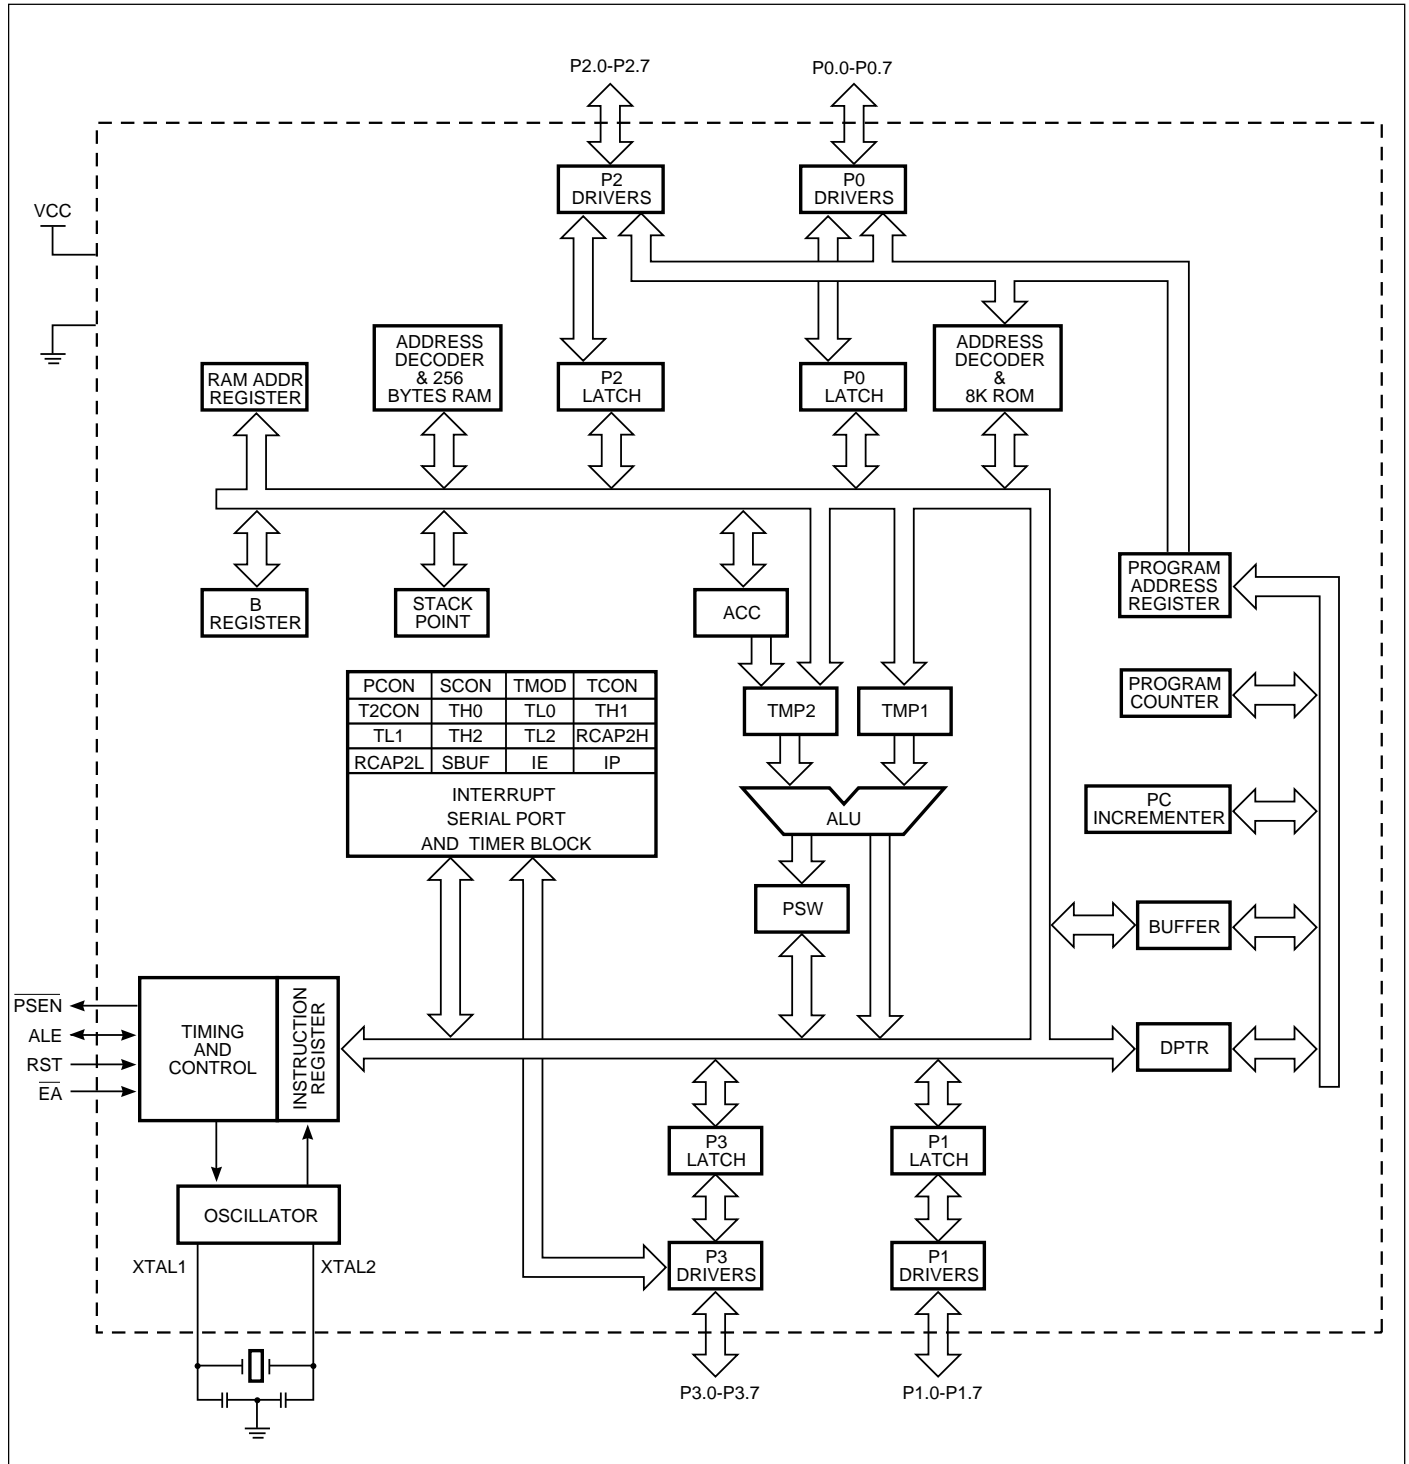 P2.0-P2.7
P0.0-P0.7
P2
DRIVERS
P0
DRIVERS
VCC
RAM ADDR
REGISTER
ADDRESS
DECODER
& 256
BYTES RAM
P2
LATCH
P0
LATCH
ADDRESS
DECODER
&
8K ROM
B
REGISTER
STACK
POINT
ACC
PROGRAM
ADDRESS
REGISTER
PCON SCON TMOD TCON
T2CON TH0 TL0 TH1
TL1 TH2 TL2 RCAP2H
RCAP2L SBUF IE IP
INTERRUPT
SERIAL PORT
AND TIMER BLOCK
TMP2
TMP1
PROGRAM
COUNTER
ALU
PC
INCREMENTER
PSW
BUFFER
PSEN
ALE
RST
EA
TIMING
AND
CONTROL
INSTRUCTION
REGISTER
DPTR
P3
LATCH
P1
LATCH
OSCILLATOR
XTAL1
XTAL2
P3
DRIVERS
P1
DRIVERS
P3.0-P3.7
P1.0-P1.7